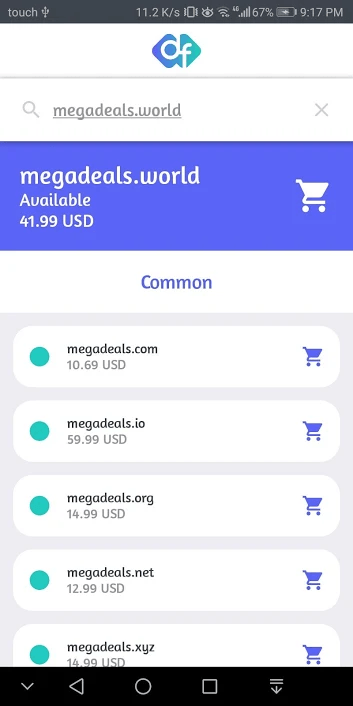 touch 11.2 K/s 4G 67% 9:17 PM
df
megadeals.world
megadeals.world
Available
41.99 USD
Common
megadeals.com
10.69 USD
megadeals.io
59.99 USD
megadeals.org
14.99 USD
megadeals.net
12.99 USD
megadeals.xyz
14.99 USD